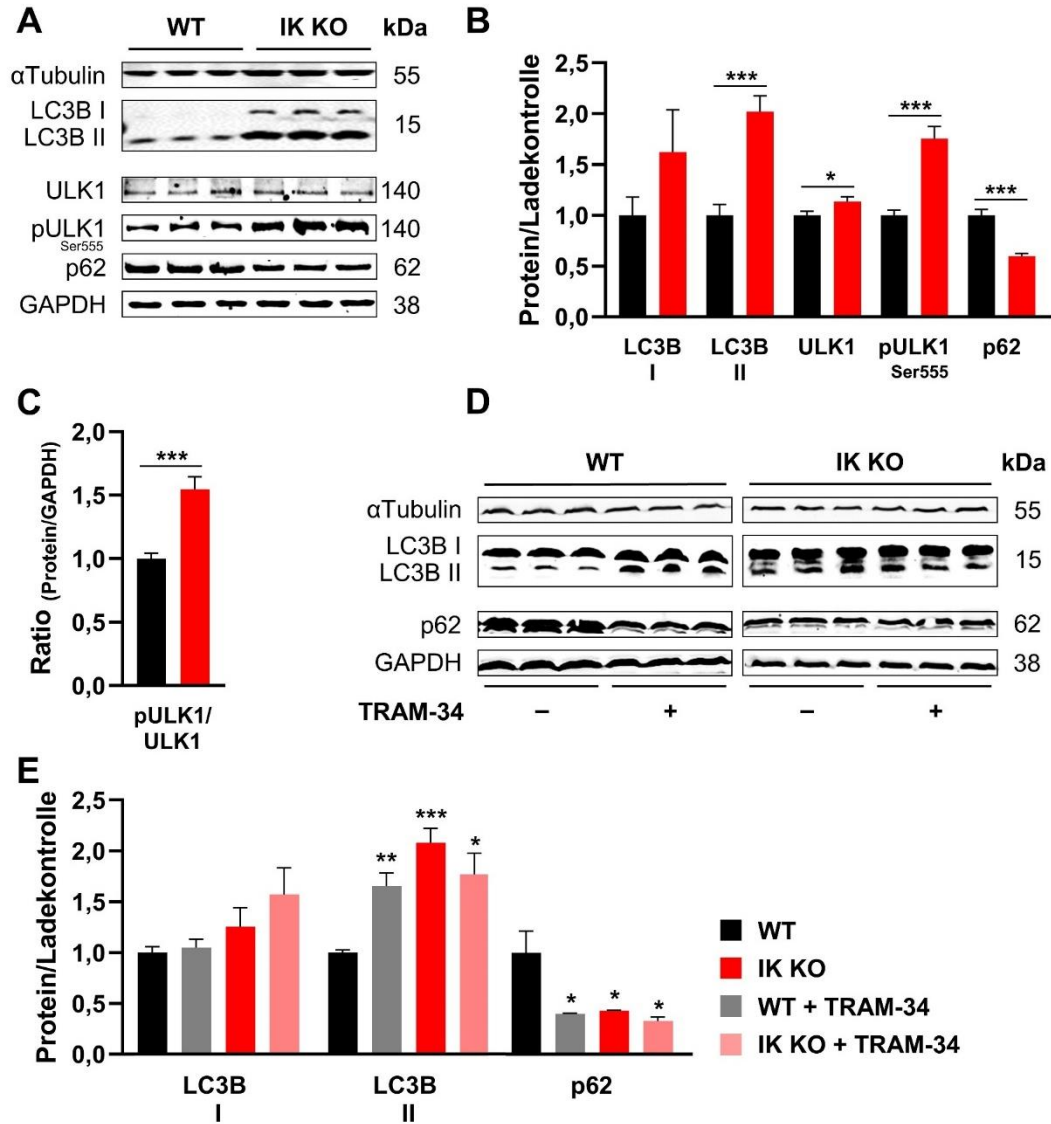 A
WT IK KO kDa
αTubulin 55
LC3B I
LC3B II
15
ULK1 140
pULK1 140
Ser555
p62 62
GAPDH 38
B
Protein/Ladekontrolle
2,5
2,0
1,5
1,0
0,5
0,0
*** * *** ***
LC3B I
LC3B II
ULK1
pULK1 Ser555
p62
C
Ratio (Protein/GAPDH)
2,0
1,5
1,0
0,5
0,0
***
pULK1/
ULK1
D
WT IK KO kDa
αTubulin 55
LC3B I
LC3B II
15
p62 62
GAPDH 38
TRAM-34 – + – +
E
Protein/Ladekontrolle
2,5
2,0
1,5
1,0
0,5
0,0
** *** * * * *
LC3B I
LC3B II
p62
WT
IK KO
WT + TRAM-34
IK KO + TRAM-34